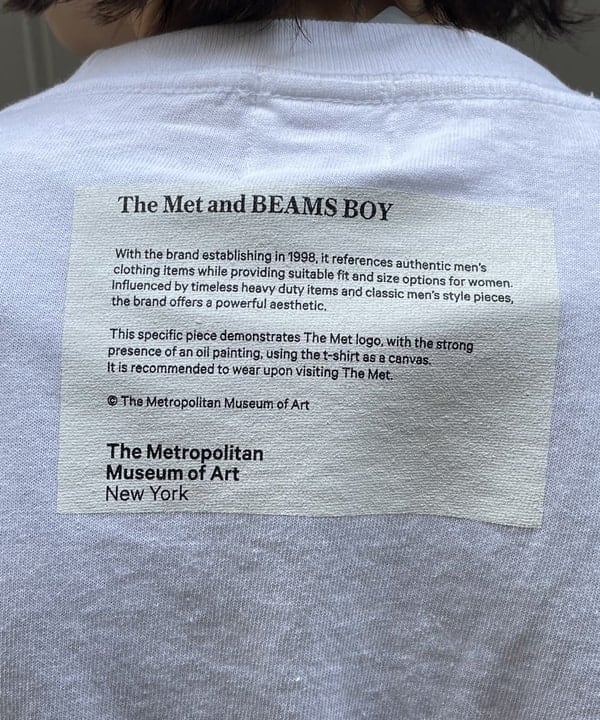 The Met and BEAMS BOY
With the brand establishing in 1998, it references authentic men's
clothing items while providing suitable fit and size options for women.
Influenced by timeless heavy duty items and classic men's style pieces,
the brand offers a powerful aesthetic.
This specific piece demonstrates The Met logo, with the strong
presence of an oil painting, using the t-shirt as a canvas.
It is recommended to wear upon visiting The Met.
© The Metropolitan Museum of Art
The Metropolitan
Museum of Art
New York